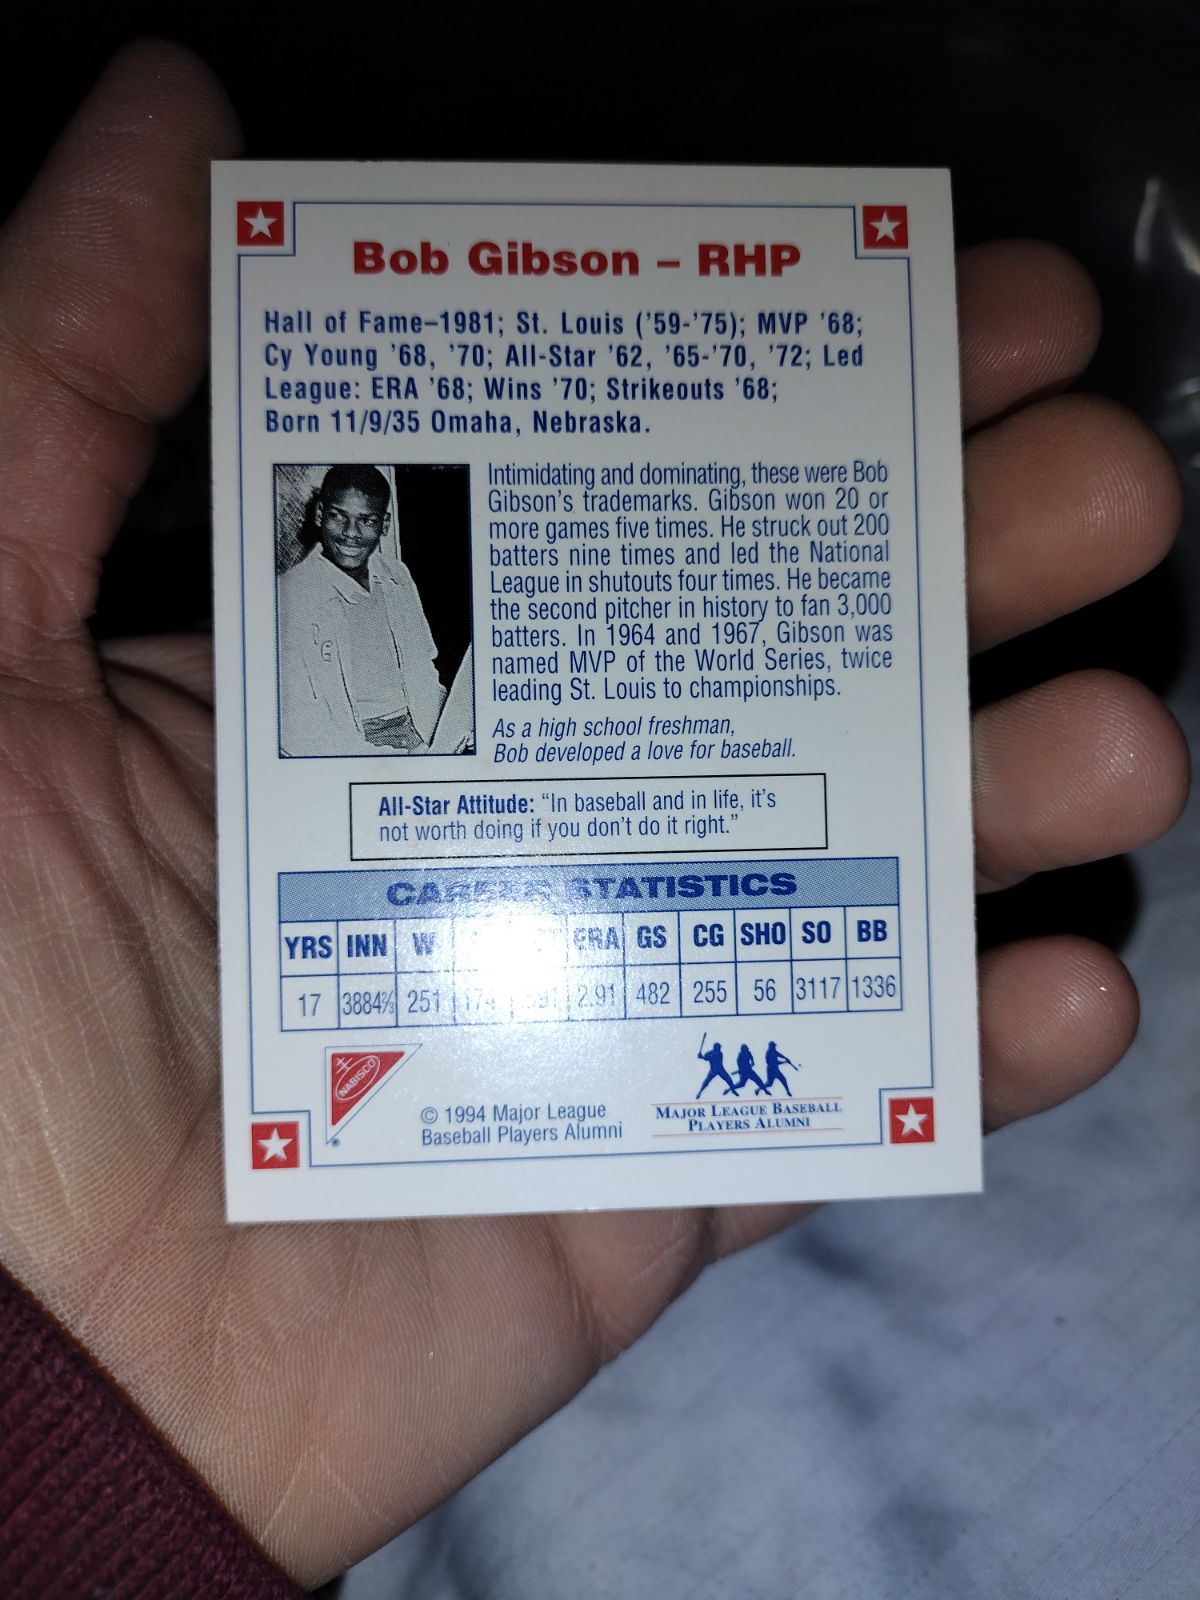 Bob Gibson – RHP
Hall of Fame–1981; St. Louis ('59-'75); MVP '68;
Cy Young '68, '70; All-Star '62, '65-'70, '72; Led
League: ERA '68; Wins '70; Strikeouts '68;
Born 11/9/35 Omaha, Nebraska.
Intimidating and dominating, these were Bob
Gibson's trademarks. Gibson won 20 or
more games five times. He struck out 200
batters nine times and led the National
League in shutouts four times. He became
the second pitcher in history to fan 3,000
batters. In 1964 and 1967, Gibson was
named MVP of the World Series, twice
leading St. Louis to championships.
As a high school freshman,
Bob developed a love for baseball.
All-Star Attitude: "In baseball and in life, it's
not worth doing if you don't do it right."
CAREER STATISTICS
YRS INN W ERA GS CG SHO SO BB
17 3884⅓ 251 174 .591 2.91 482 255 56 3117 1336
NABISCO
®
© 1994 Major League
Baseball Players Alumni
MAJOR LEAGUE BASEBALL
PLAYERS ALUMNI